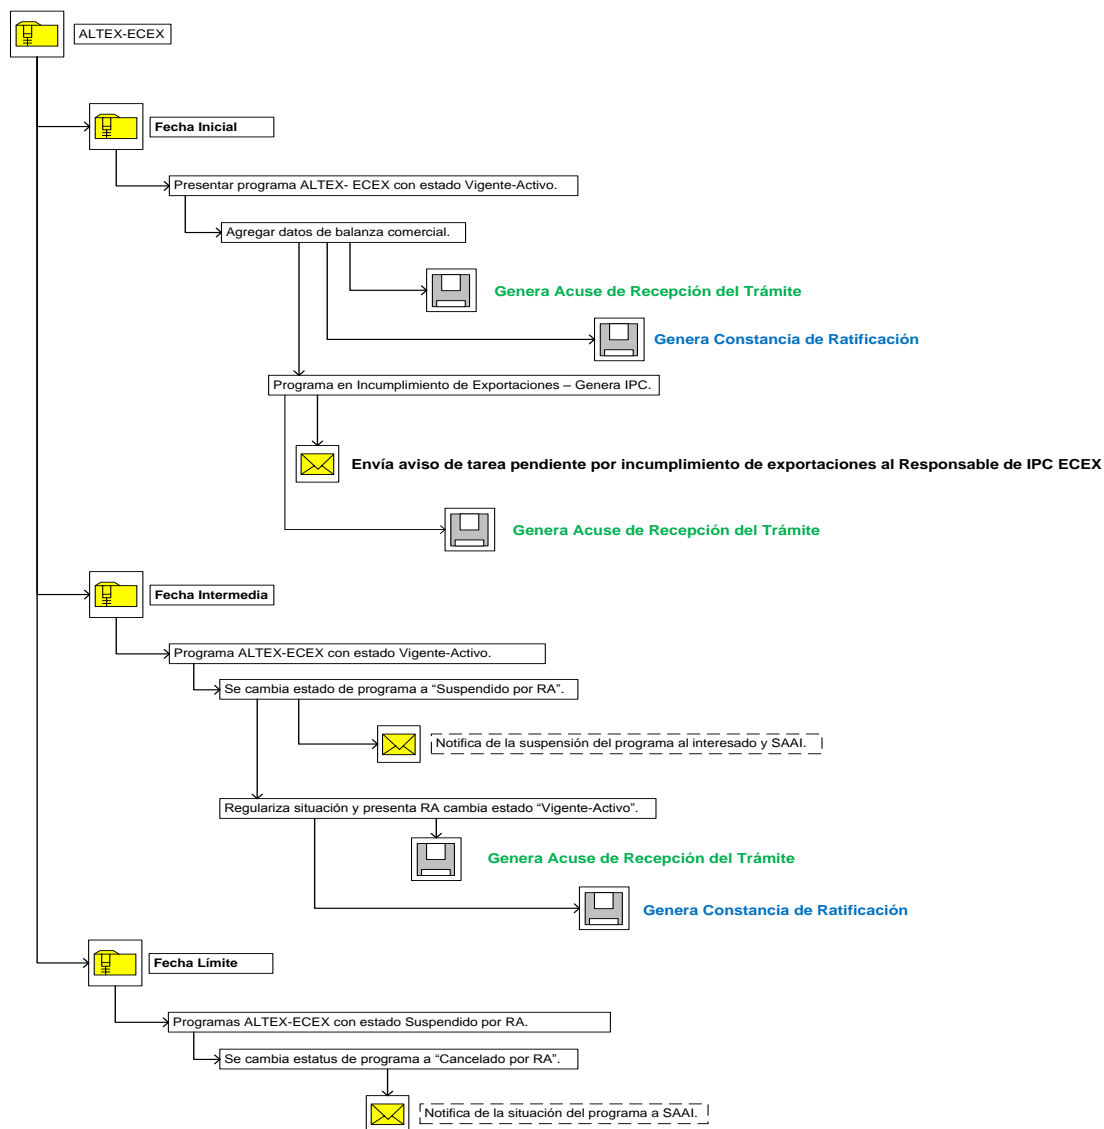 ALTEX-ECEX
Fecha Inicial
Presentar programa ALTEX- ECEX con estado Vigente-Activo.
Agregar datos de balanza comercial.
Genera Acuse de Recepción del Trámite
Genera Constancia de Ratificación
Programa en Incumplimiento de Exportaciones – Genera IPC.
Envía aviso de tarea pendiente por incumplimiento de exportaciones al Responsable de IPC ECEX
Genera Acuse de Recepción del Trámite
Fecha Intermedia
Programa ALTEX-ECEX con estado Vigente-Activo.
Se cambia estado de programa a “Suspendido por RA”.
Notifica de la suspensión del programa al interesado y SAAI.
Regulariza situación y presenta RA cambia estado “Vigente-Activo”.
Genera Acuse de Recepción del Trámite
Genera Constancia de Ratificación
Fecha Límite
Programas ALTEX-ECEX con estado Suspendido por RA.
Se cambia estatus de programa a “Cancelado por RA”.
Notifica de la situación del programa a SAAI.